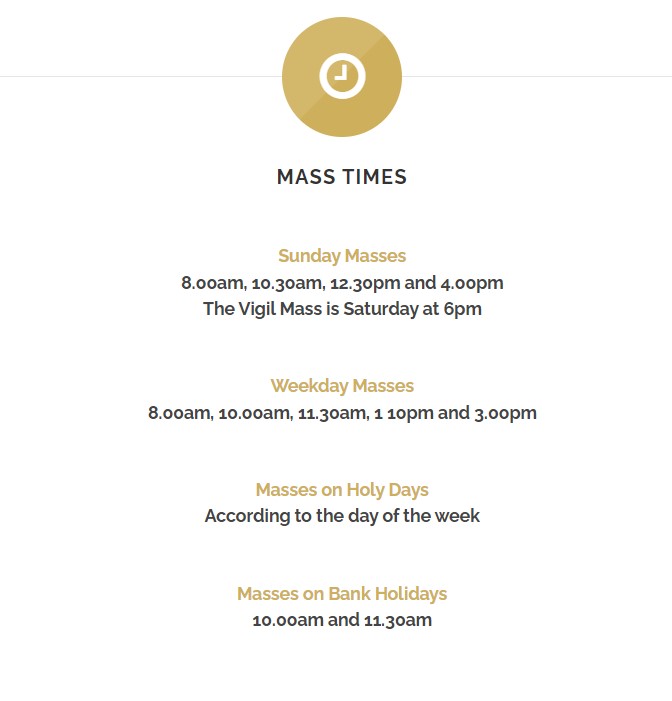 MASS TIMES
Sunday Masses
8.00am, 10.30am, 12.30pm and 4.00pm
The Vigil Mass is Saturday at 6pm
Weekday Masses
8.00am, 10.00am, 11.30am, 1 10pm and 3.00pm
Masses on Holy Days
According to the day of the week
Masses on Bank Holidays
10.00am and 11.30am